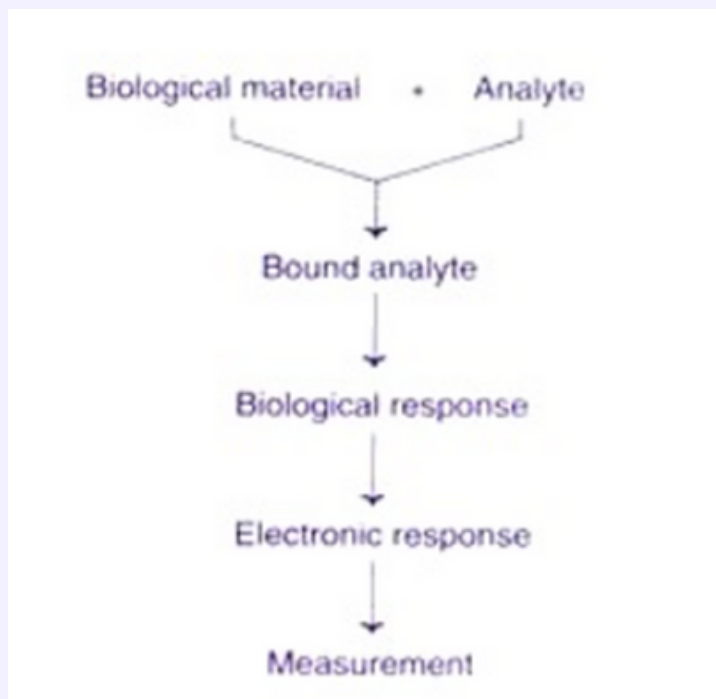 Biological material • Analyte
Bound analyte
Biological response
Electronic response
Measurement